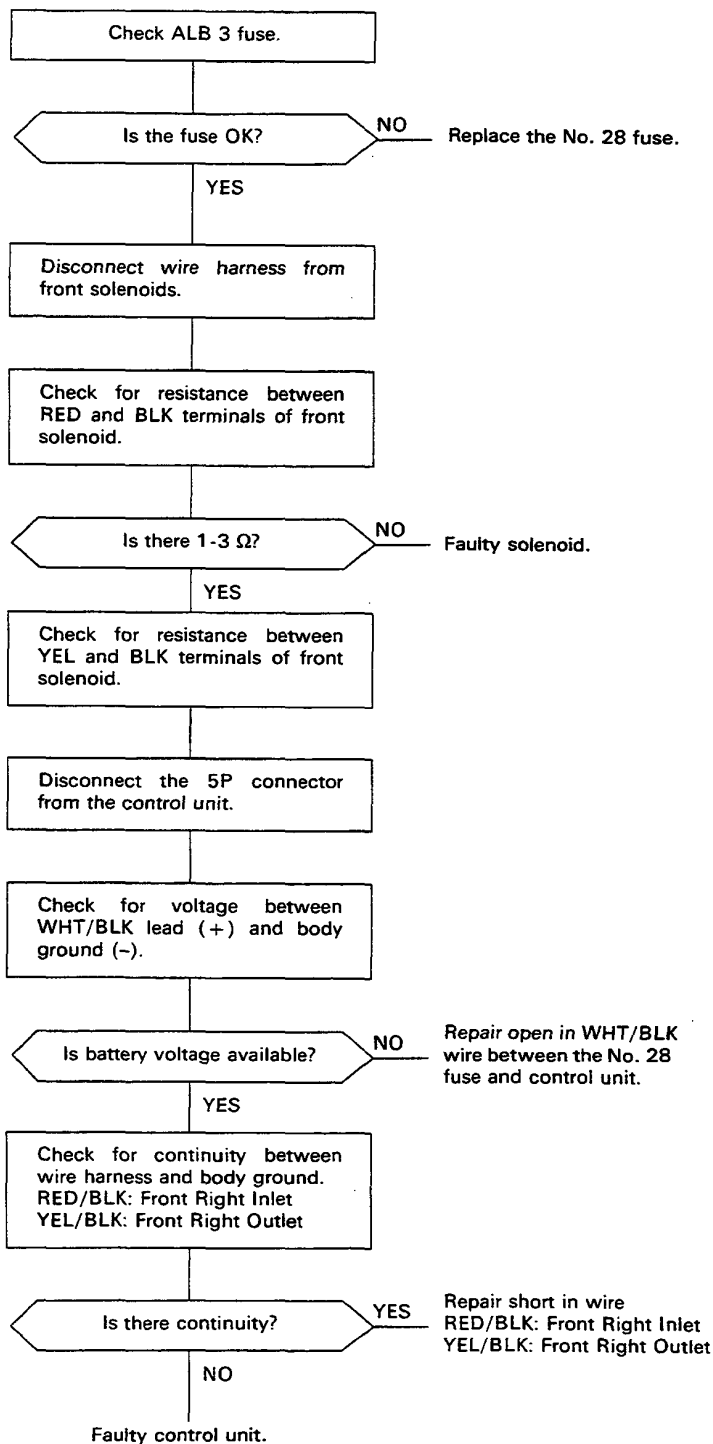 Check ALB 3 fuse.
Is the fuse OK?
NO
Replace the No. 28 fuse.
YES
Disconnect wire harness from
front solenoids.
Check for resistance between
RED and BLK terminals of front
solenoid.
Is there 1-3 Ω?
NO
Faulty solenoid.
YES
Check for resistance between
YEL and BLK terminals of front
solenoid.
Disconnect the 5P connector
from the control unit.
Check for voltage between
WHT/BLK lead (+) and body
ground (-).
Is battery voltage available?
NO
Repair open in WHT/BLK
wire between the No. 28
fuse and control unit.
YES
Check for continuity between
wire harness and body ground.
RED/BLK: Front Right Inlet
YEL/BLK: Front Right Outlet
Is there continuity?
YES
Repair short in wire
RED/BLK: Front Right Inlet
YEL/BLK: Front Right Outlet
NO
Faulty control unit.